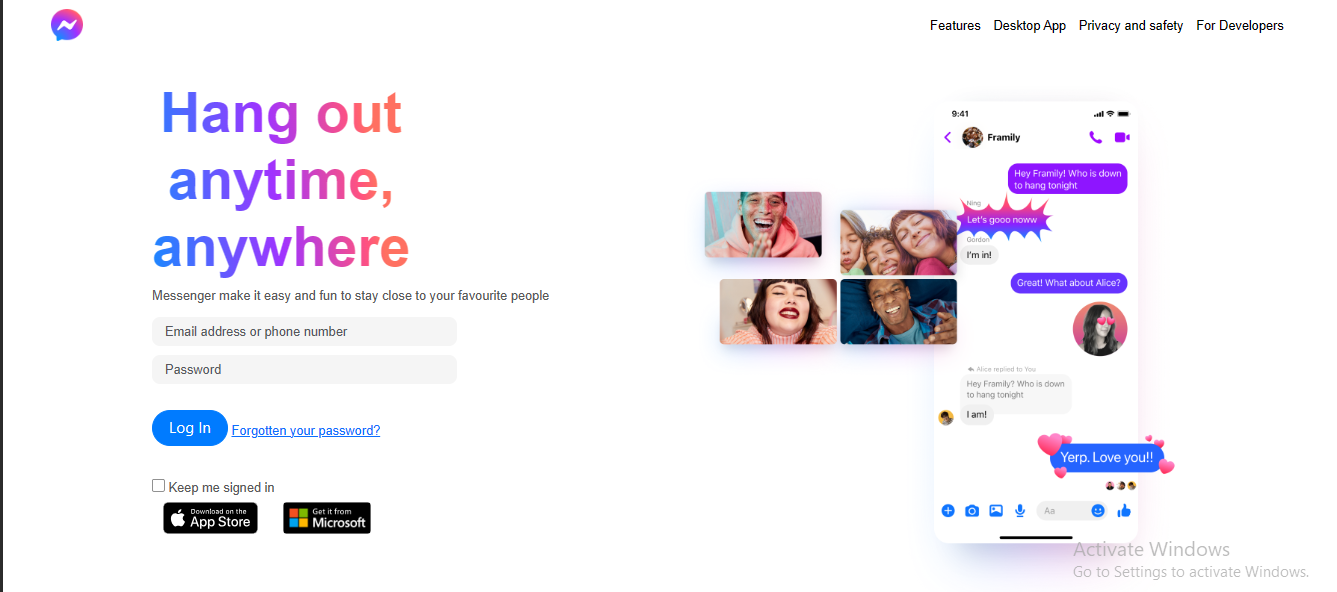 Features Desktop App Privacy and safety For Developers
Hang out
anytime,
anywhere
Messenger make it easy and fun to stay close to your favourite people
Email address or phone number
Password
Log In Forgotten your password?
Keep me signed in
Download on the
App Store
Get it from
Microsoft
9:41
Framily
Hey Framily! Who is down
to hang tonight
Ning
Let's gooo noww
Gordon
I'm in!
Great! What about Alice?
Alice replied to You
Hey Framily? Who is down
to hang tonight
I am!
Yerp. Love you!!
Aa
Activate Windows
Go to Settings to activate Windows.